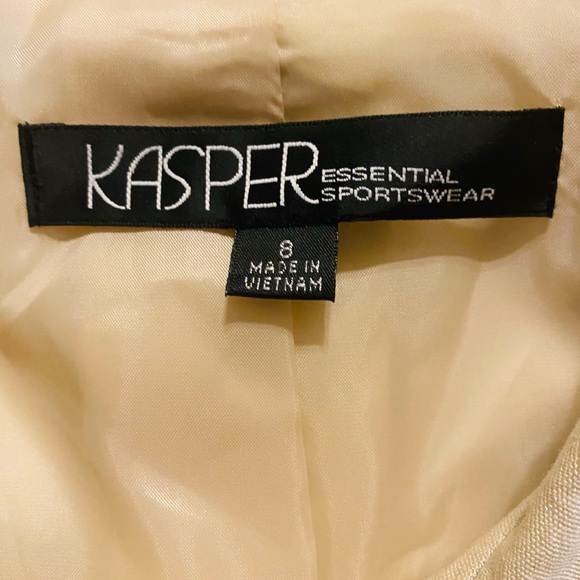 KASPER ESSENTIAL
SPORTSWEAR
8
MADE IN
VIETNAM